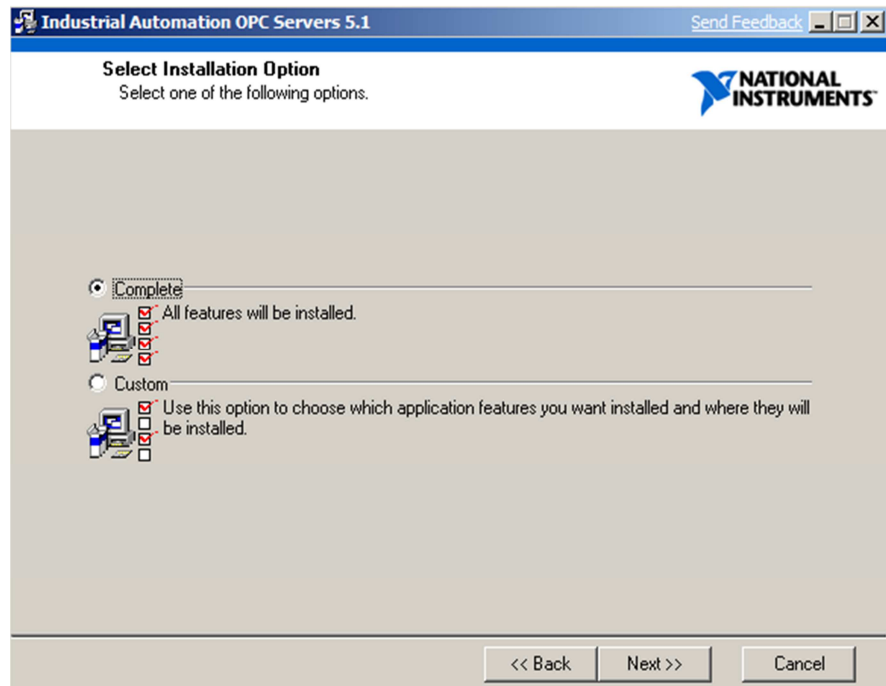 Industrial Automation OPC Servers 5.1
Send Feedback
Select Installation Option
Select one of the following options.
NATIONAL
INSTRUMENTS™
Complete
All features will be installed.
Custom
Use this option to choose which application features you want installed and where they will
be installed.
<< Back
Next >>
Cancel